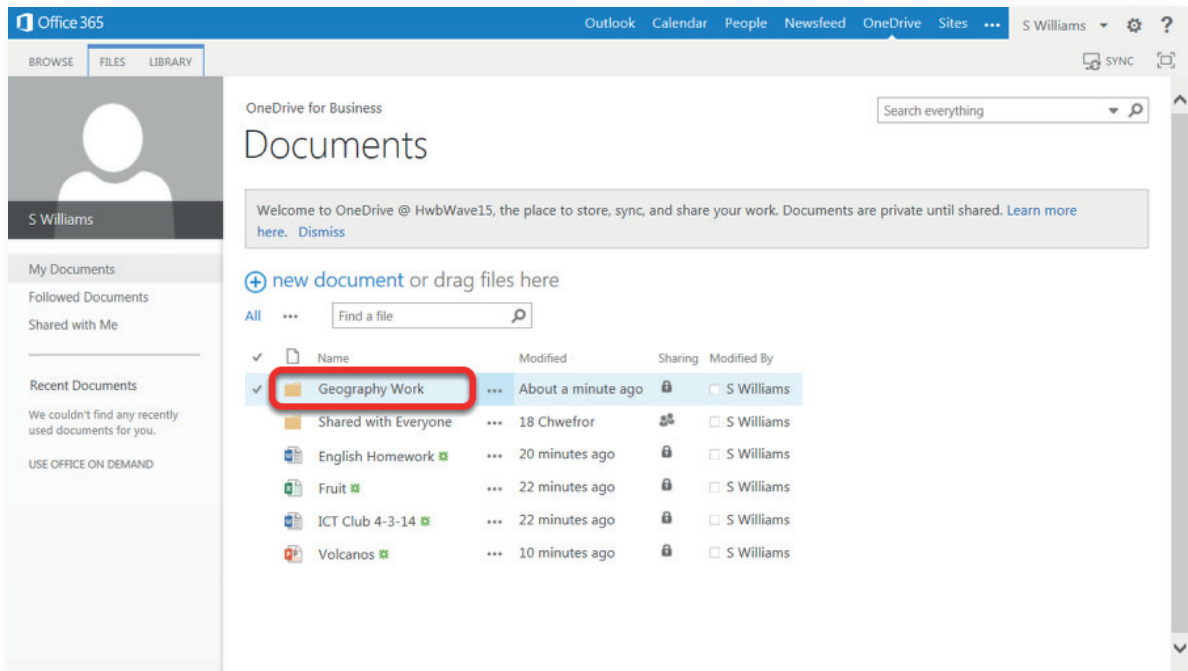 Office 365 Outlook Calendar People Newsfeed OneDrive Sites ••• S Williams ?
BROWSE FILES LIBRARY SYNC
S Williams
My Documents
Followed Documents
Shared with Me
Recent Documents
We couldn't find any recently
used documents for you.
USE OFFICE ON DEMAND
OneDrive for Business
Search everything
Documents
Welcome to OneDrive @ HwbWave15, the place to store, sync, and share your work. Documents are private until shared. Learn more
here. Dismiss
new document or drag files here
All ••• Find a file
Name Modified Sharing Modified By
Geography Work ••• About a minute ago S Williams
Shared with Everyone ••• 18 Chwefror S Williams
English Homework ••• 20 minutes ago S Williams
Fruit ••• 22 minutes ago S Williams
ICT Club 4-3-14 ••• 22 minutes ago S Williams
Volcanos ••• 10 minutes ago S Williams